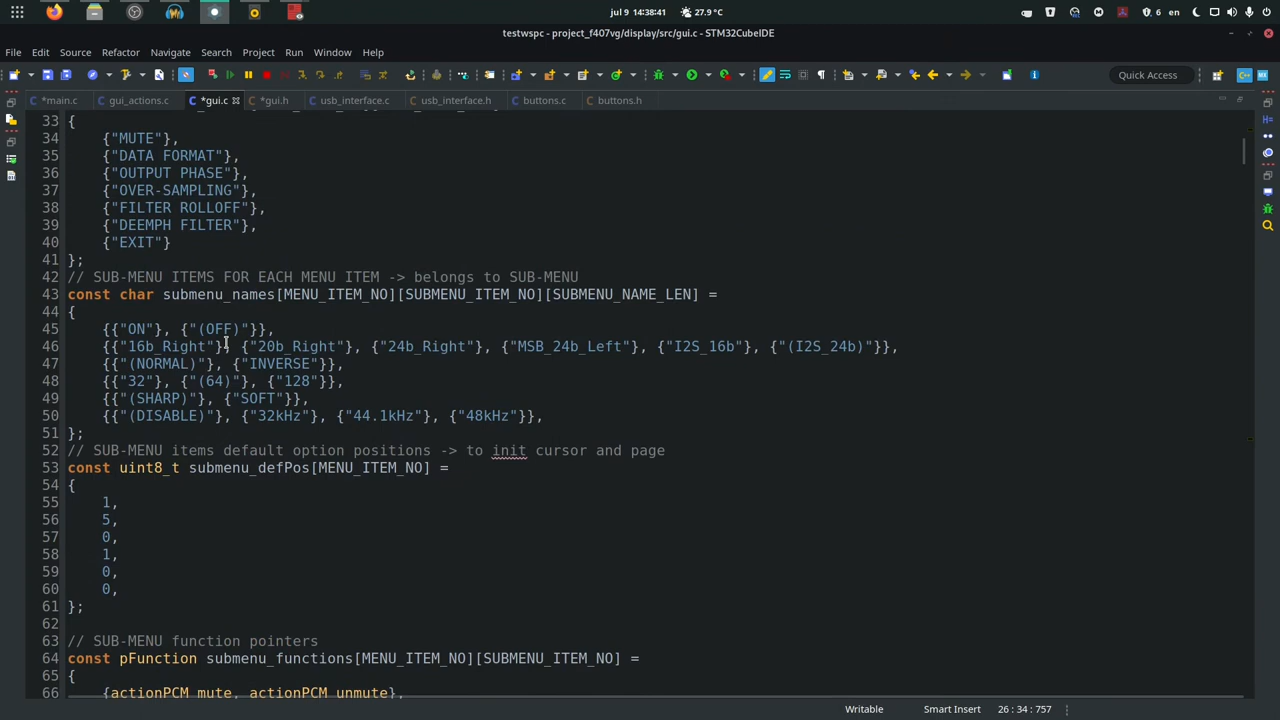 jul 9 14:38:41
27.9 °C
6 en
testwspc - project_f407vg/display/src/gui.c - STM32CubeIDE
File Edit Source Refactor Navigate Search Project Run Window Help
Quick Access
*main.c gui_actions.c *gui.c *gui.h usb_interface.c usb_interface.h buttons.c buttons.h
33 {
34 {"MUTE"},
35 {"DATA FORMAT"},
36 {"OUTPUT PHASE"},
37 {"OVER-SAMPLING"},
38 {"FILTER ROLLOFF"},
39 {"DEEMPH FILTER"},
40 {"EXIT"}
41 };
42 // SUB-MENU ITEMS FOR EACH MENU ITEM -> belongs to SUB-MENU
43 const char submenu_names[MENU_ITEM_NO][SUBMENU_ITEM_NO][SUBMENU_NAME_LEN] =
44 {
45 {{"ON"}, {"(OFF)"}},
46 {{"16b_Right"}, {"20b_Right"}, {"24b_Right"}, {"MSB_24b_Left"}, {"I2S_16b"}, {"(I2S_24b)"}},
47 {{"(NORMAL)"}, {"INVERSE"}},
48 {{"32"}, {"(64)"}, {"128"}},
49 {{"(SHARP)"}, {"SOFT"}},
50 {{"(DISABLE)"}, {"32kHz"}, {"44.1kHz"}, {"48kHz"}},
51 };
52 // SUB-MENU items default option positions -> to init cursor and page
53 const uint8_t submenu_defPos[MENU_ITEM_NO] =
54 {
55 1,
56 5,
57 0,
58 1,
59 0,
60 0,
61 };
62
63 // SUB-MENU function pointers
64 const pFunction submenu_functions[MENU_ITEM_NO][SUBMENU_ITEM_NO] =
65 {
66 {actionPCM_mute, actionPCM_unmute},
Writable Smart Insert 26 : 34 : 757